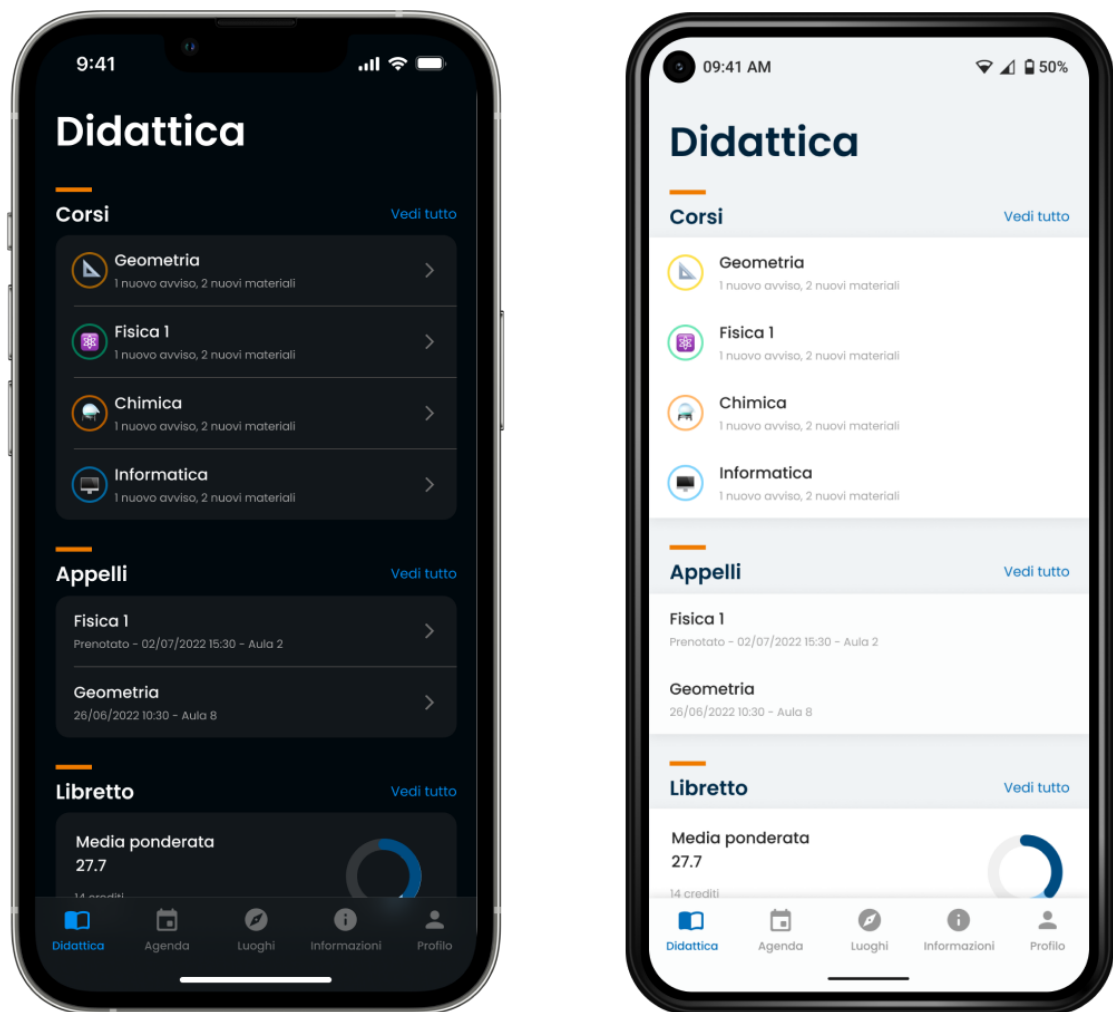 9:41
Didattica
Corsi Vedi tutto
Geometria
1 nuovo avviso, 2 nuovi materiali
Fisica 1
1 nuovo avviso, 2 nuovi materiali
Chimica
1 nuovo avviso, 2 nuovi materiali
Informatica
1 nuovo avviso, 2 nuovi materiali
Appelli Vedi tutto
Fisica 1
Prenotato - 02/07/2022 15:30 - Aula 2
Geometria
26/06/2022 10:30 - Aula 8
Libretto Vedi tutto
Media ponderata
27.7
14 crediti
Didattica Agenda Luoghi Informazioni Profilo
09:41 AM 50%
Didattica
Corsi Vedi tutto
Geometria
1 nuovo avviso, 2 nuovi materiali
Fisica 1
1 nuovo avviso, 2 nuovi materiali
Chimica
1 nuovo avviso, 2 nuovi materiali
Informatica
1 nuovo avviso, 2 nuovi materiali
Appelli Vedi tutto
Fisica 1
Prenotato - 02/07/2022 15:30 - Aula 2
Geometria
26/06/2022 10:30 - Aula 8
Libretto Vedi tutto
Media ponderata
27.7
14 crediti
Didattica Agenda Luoghi Informazioni Profilo